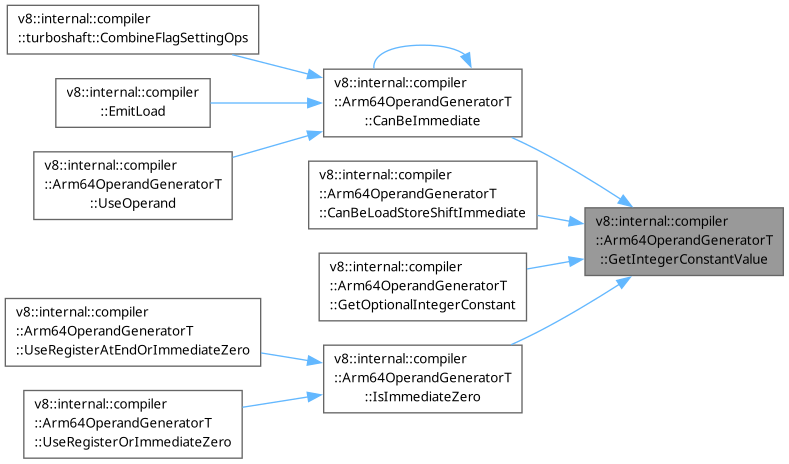 v8::internal::compiler
::turboshaft::CombineFlagSettingOps
v8::internal::compiler
::EmitLoad
v8::internal::compiler
::Arm64OperandGeneratorT
::UseOperand
v8::internal::compiler
::Arm64OperandGeneratorT
::UseRegisterAtEndOrImmediateZero
v8::internal::compiler
::Arm64OperandGeneratorT
::UseRegisterOrImmediateZero
v8::internal::compiler
::Arm64OperandGeneratorT
::CanBeImmediate
v8::internal::compiler
::Arm64OperandGeneratorT
::CanBeLoadStoreShiftImmediate
v8::internal::compiler
::Arm64OperandGeneratorT
::GetOptionalIntegerConstant
v8::internal::compiler
::Arm64OperandGeneratorT
::IsImmediateZero
v8::internal::compiler
::Arm64OperandGeneratorT
::GetIntegerConstantValue